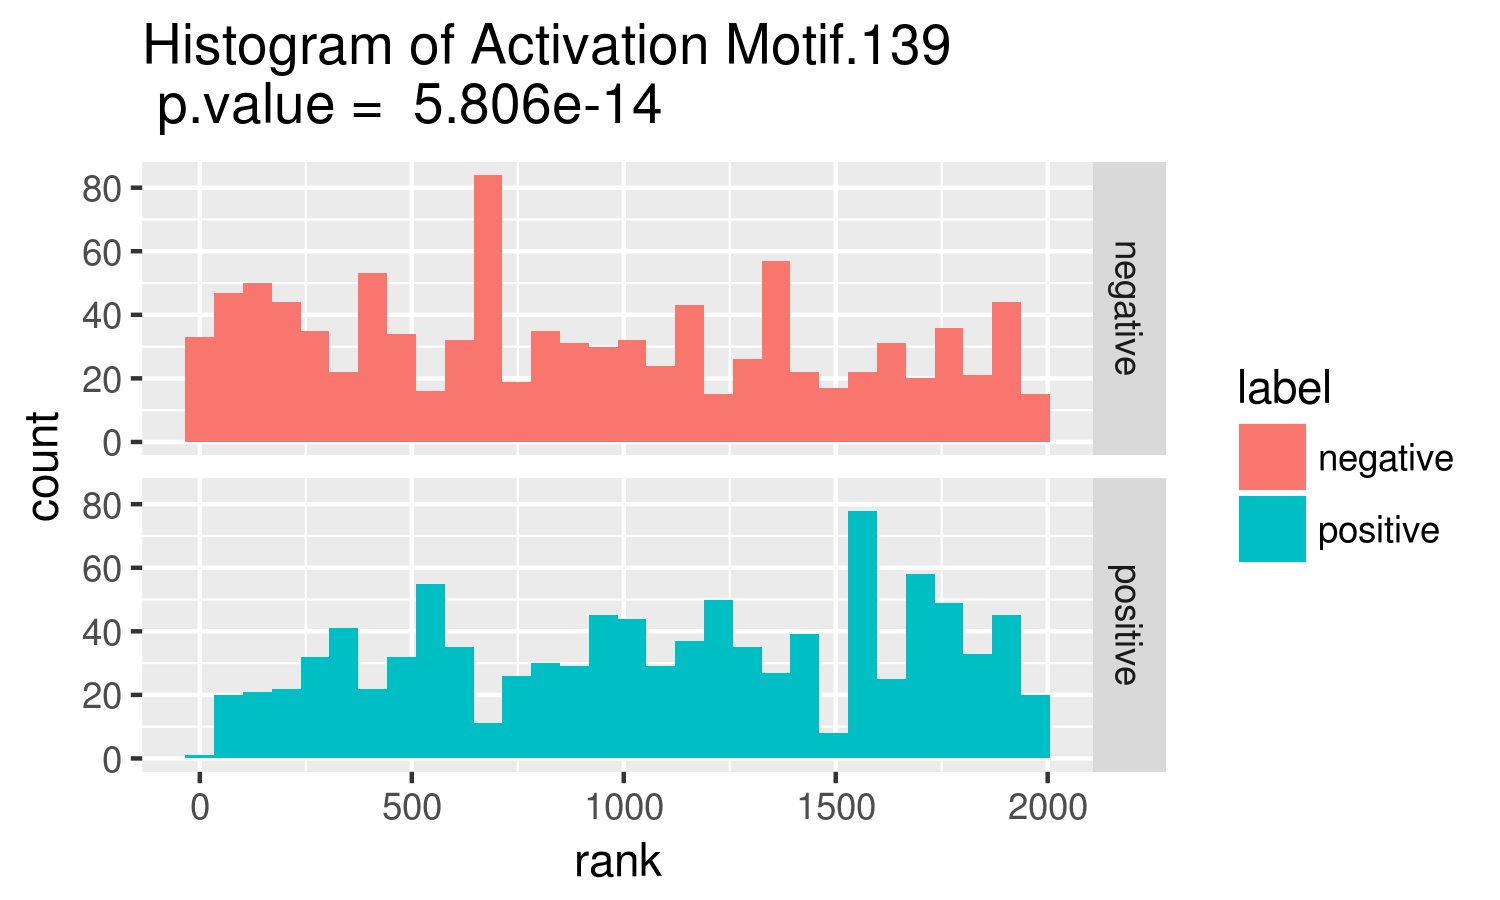 Histogram of Activation Motif.139
p.value =  5.806e-14
count
80
60
40
20
0
negative
80
60
40
20
0
positive
0 500 1000 1500 2000
rank
label
negative
positive